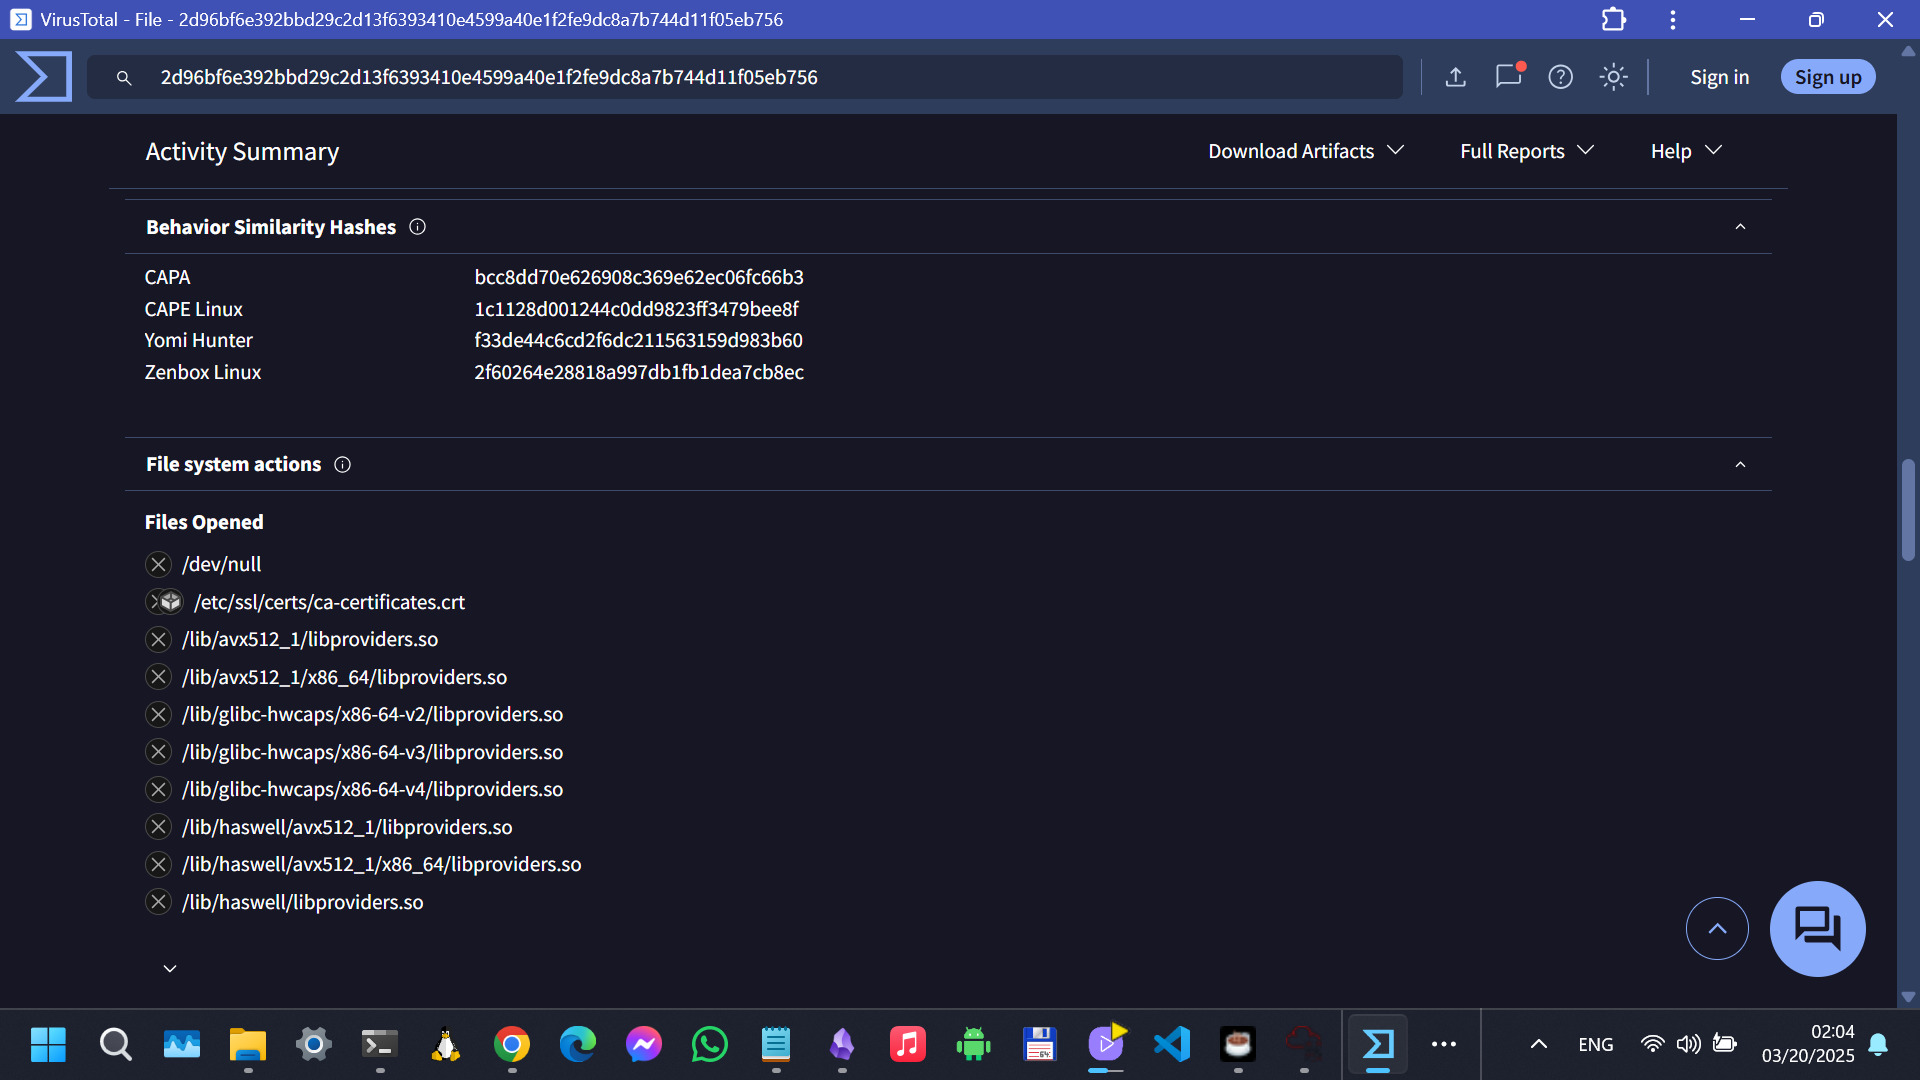 VirusTotal - File - 2d96bf6e392bbd29c2d13f6393410e4599a40e1f2fe9dc8a7b744d11f05eb756
2d96bf6e392bbd29c2d13f6393410e4599a40e1f2fe9dc8a7b744d11f05eb756
Sign in
Sign up
Activity Summary
Download Artifacts
Full Reports
Help
Behavior Similarity Hashes
CAPA bcc8dd70e626908c369e62ec06fc66b3
CAPE Linux 1c1128d001244c0dd9823ff3479bee8f
Yomi Hunter f33de44c6cd2f6dc211563159d983b60
Zenbox Linux 2f60264e28818a997db1fb1dea7cb8ec
File system actions
Files Opened
/dev/null
/etc/ssl/certs/ca-certificates.crt
/lib/avx512_1/libproviders.so
/lib/avx512_1/x86_64/libproviders.so
/lib/glibc-hwcaps/x86-64-v2/libproviders.so
/lib/glibc-hwcaps/x86-64-v3/libproviders.so
/lib/glibc-hwcaps/x86-64-v4/libproviders.so
/lib/haswell/avx512_1/libproviders.so
/lib/haswell/avx512_1/x86_64/libproviders.so
/lib/haswell/libproviders.so
64
ENG
02:04
03/20/2025